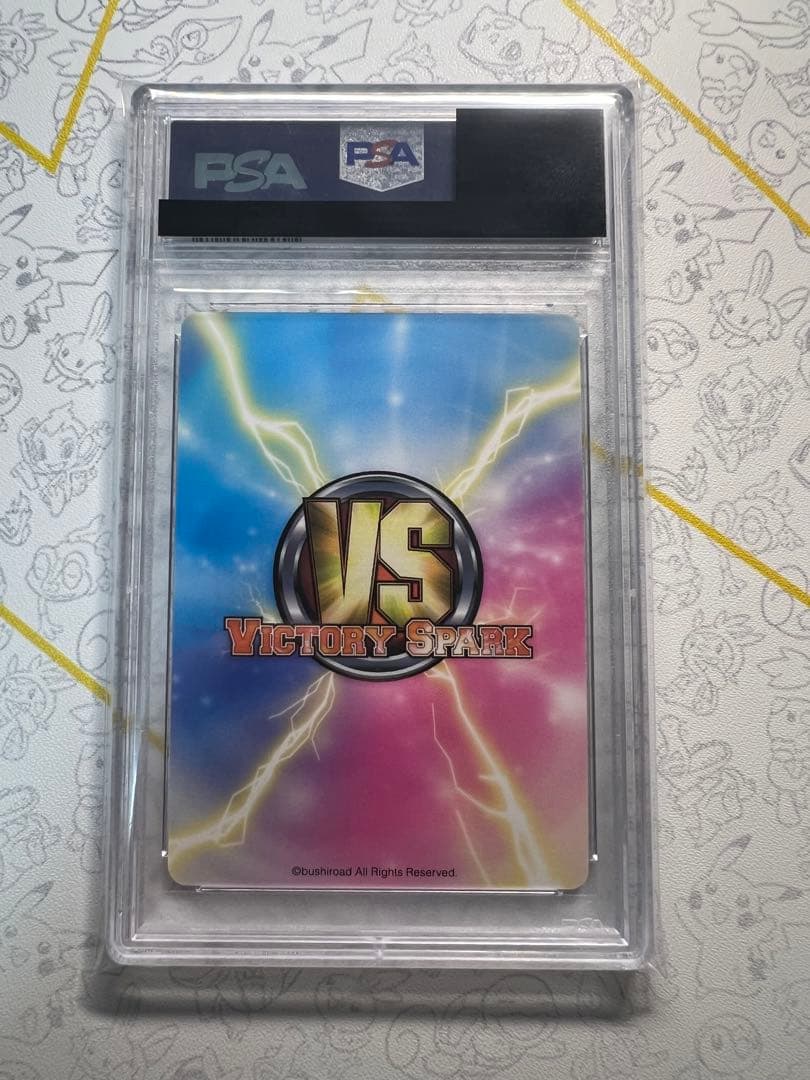 PSA
PSA
VS
VICTORY SPARK
©bushiroad All Rights Reserved.